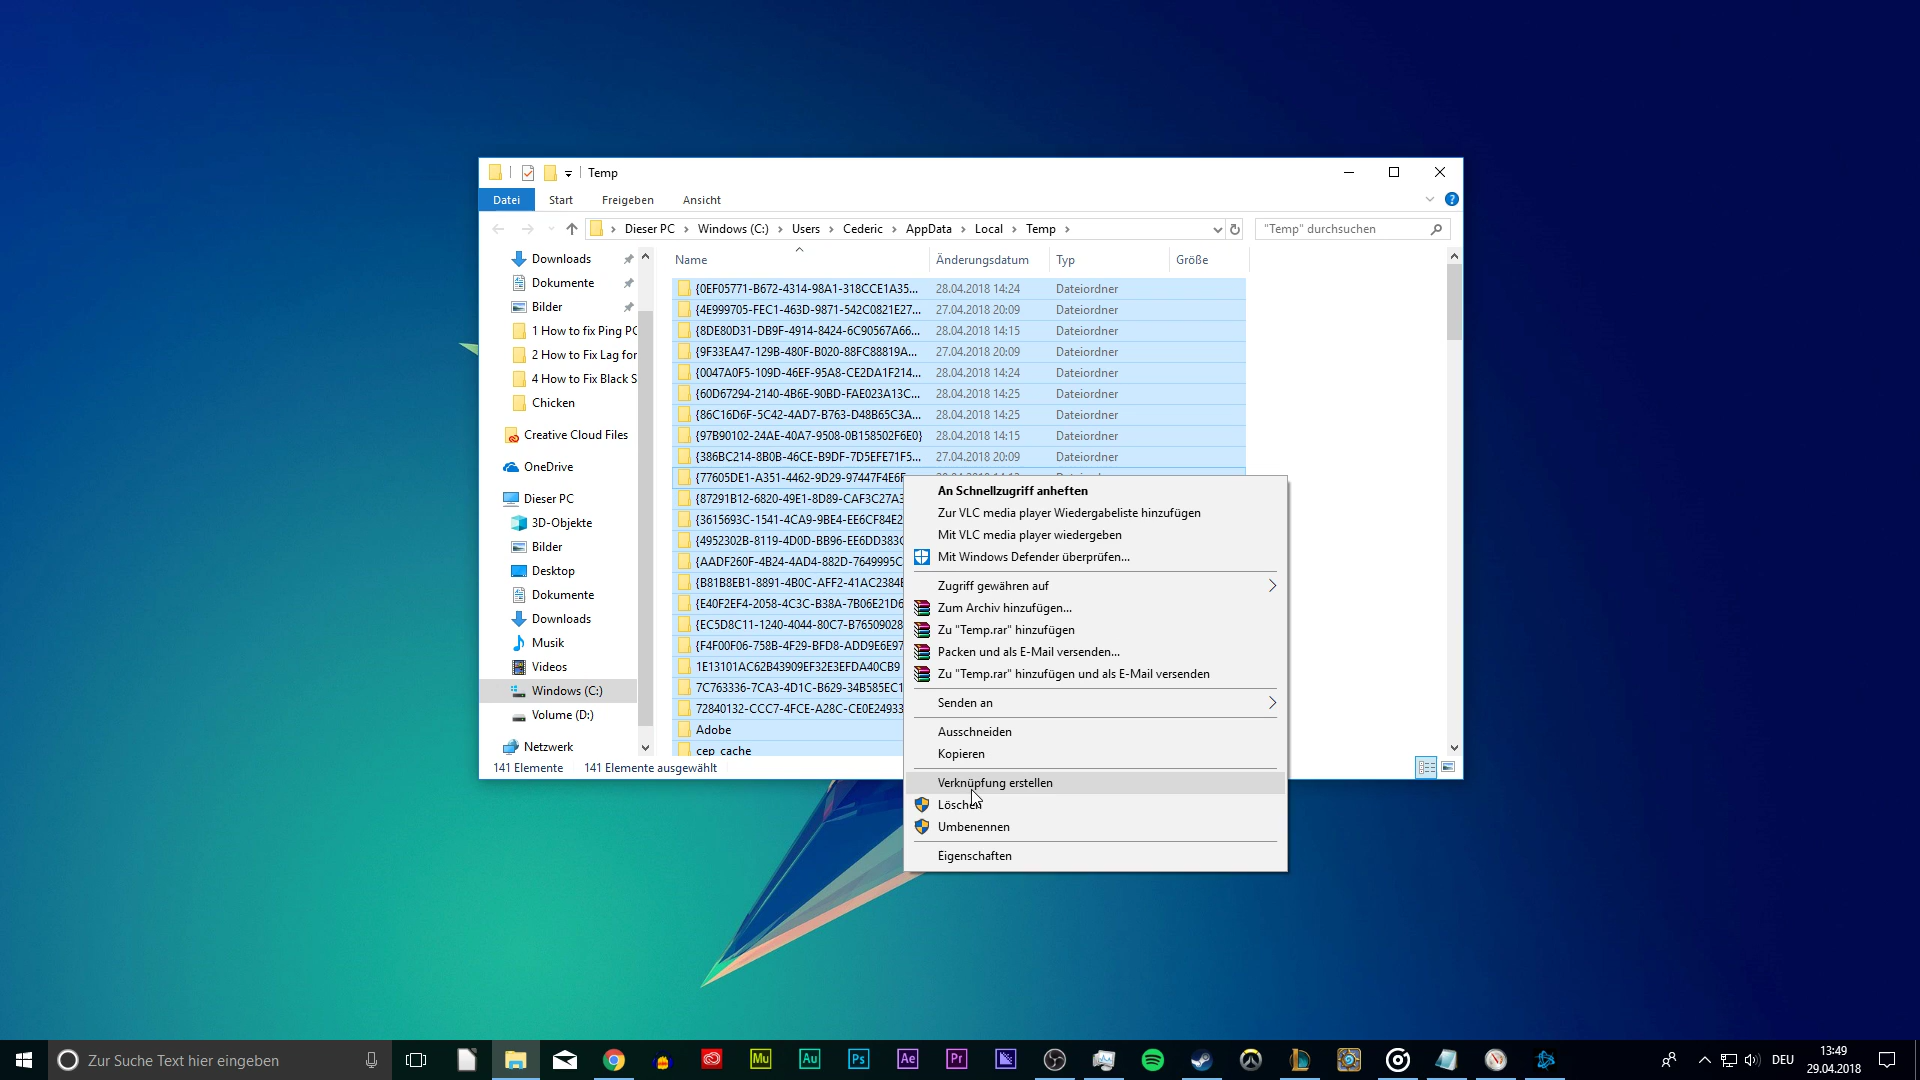 Temp
Datei Start Freigeben Ansicht
Dieser PC Windows (C:) Users Cederic AppData Local Temp
"Temp" durchsuchen
Downloads
Dokumente
Bilder
1 How to fix Ping PC
2 How to Fix Lag for
4 How to Fix Black S
Chicken
Creative Cloud Files
OneDrive
Dieser PC
3D-Objekte
Bilder
Desktop
Dokumente
Downloads
Musik
Videos
Windows (C:)
Volume (D:)
Netzwerk
Name Änderungsdatum Typ Größe
{0EF05771-B672-4314-98A1-318CCE1A35... 28.04.2018 14:24 Dateiordner
{4E999705-FEC1-463D-9871-542C0821E27... 27.04.2018 20:09 Dateiordner
{8DE80D31-DB9F-4914-8424-6C90567A66... 28.04.2018 14:15 Dateiordner
{9F33EA47-129B-480F-B020-88FC88819A... 27.04.2018 20:09 Dateiordner
{0047A0F5-109D-46EF-95A8-CE2DA1F214... 28.04.2018 14:24 Dateiordner
{60D67294-2140-4B6E-90BD-FAE023A13C... 28.04.2018 14:25 Dateiordner
{86C16D6F-5C42-4AD7-B763-D48B65C3A... 28.04.2018 14:25 Dateiordner
{97B90102-24AE-40A7-9508-0B158502F6E0} 28.04.2018 14:15 Dateiordner
{386BC214-8B0B-46CE-B9DF-7D5EFE71F5... 27.04.2018 20:09 Dateiordner
{77605DE1-A351-4462-9D29-97447F4E6F
{87291B12-6820-49E1-8D89-CAF3C27A3
{3615693C-1541-4CA9-9BE4-EE6CF84E2
{4952302B-8119-4D0D-BB96-EE6DD383C
{AADF260F-4B24-4AD4-882D-7649995C
{B81B8EB1-8891-4B0C-AFF2-41AC2384E
{E40F2EF4-2058-4C3C-B38A-7B06E21D6
{EC5D8C11-1240-4044-80C7-B76509028
{F4F00F06-758B-4F29-BFD8-ADD9E6E97
1E13101AC62B43909EF32E3EFDA40CB9
7C763336-7CA3-4D1C-B629-34B585EC1
72840132-CCC7-4FCE-A28C-CE0E24933
Adobe
cep_cache
141 Elemente 141 Elemente ausgewählt
An Schnellzugriff anheften
Zur VLC media player Wiedergabeliste hinzufügen
Mit VLC media player wiedergeben
Mit Windows Defender überprüfen...
Zugriff gewähren auf
Zum Archiv hinzufügen...
Zu "Temp.rar" hinzufügen
Packen und als E-Mail versenden...
Zu "Temp.rar" hinzufügen und als E-Mail versenden
Senden an
Ausschneiden
Kopieren
Verknüpfung erstellen
Löschen
Umbenennen
Eigenschaften
Zur Suche Text hier eingeben
Mu Au Ps Ae Pr
DEU
13:49
29.04.2018